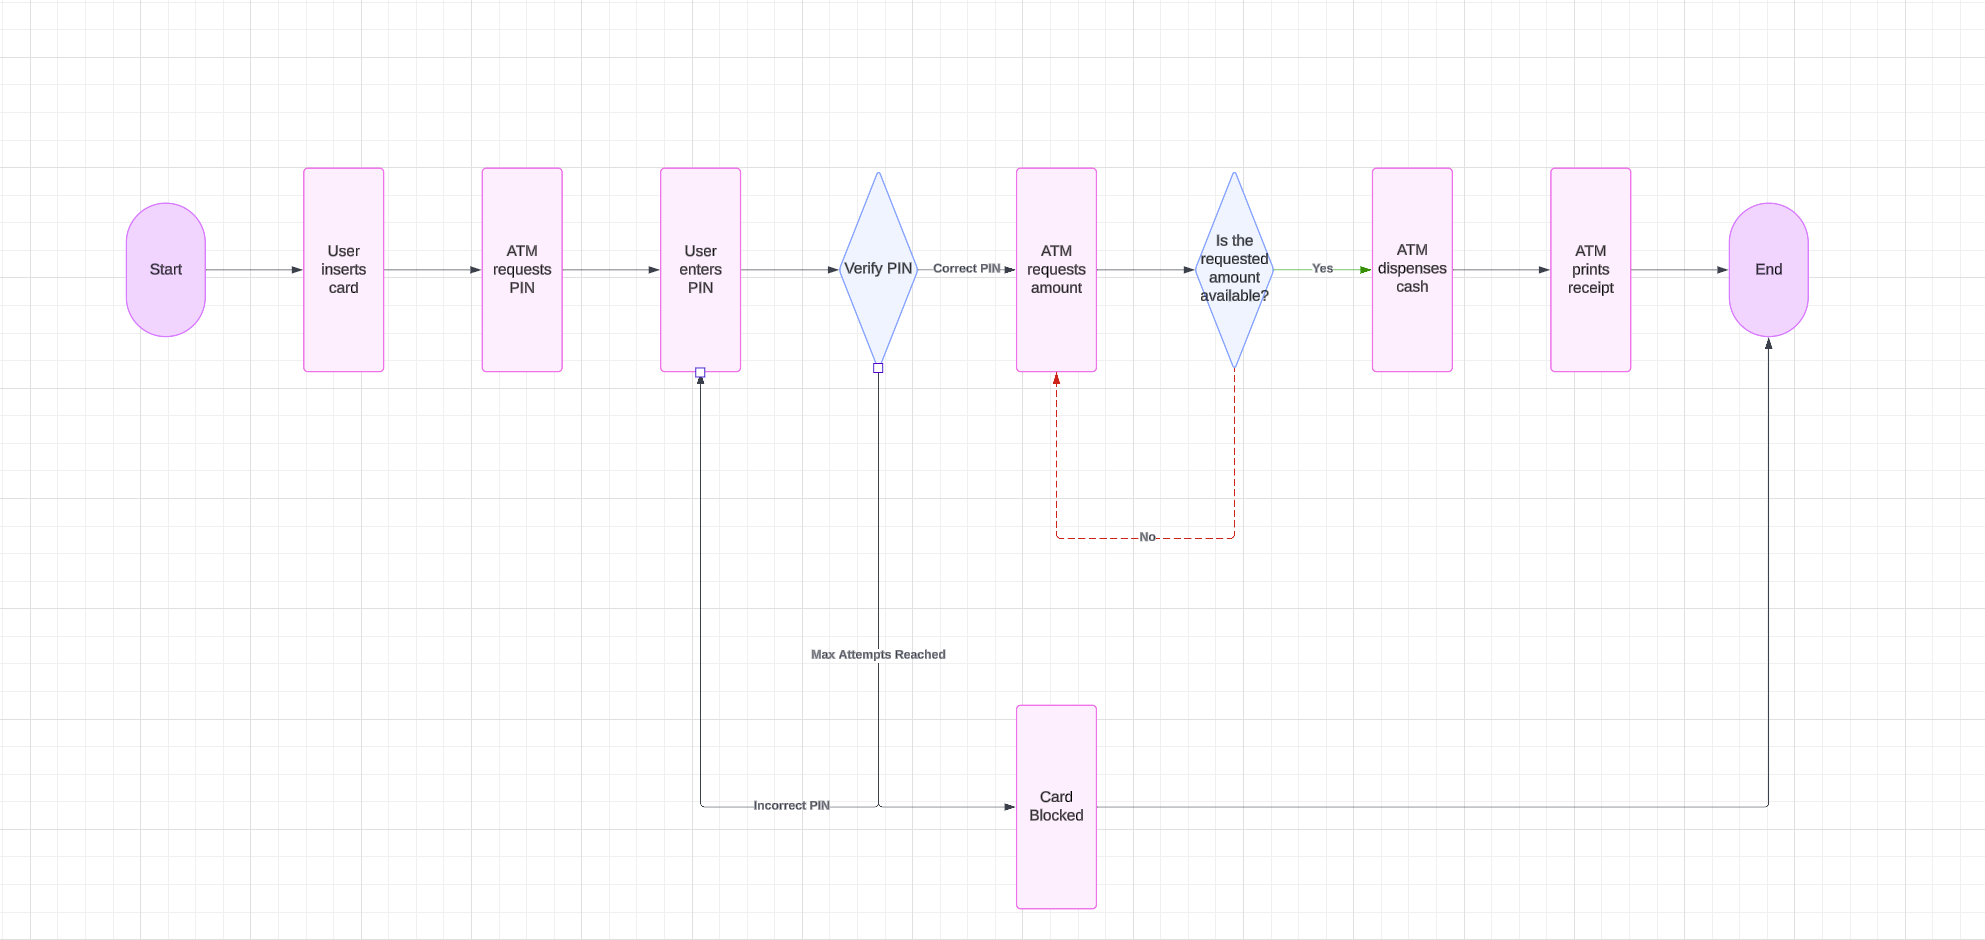 Start
User
inserts
card
ATM
requests
PIN
User
enters
PIN
Verify PIN
Correct PIN
ATM
requests
amount
Is the
requested
amount
available?
Yes
ATM
dispenses
cash
ATM
prints
receipt
End
No
Max Attempts Reached
Incorrect PIN
Card
Blocked